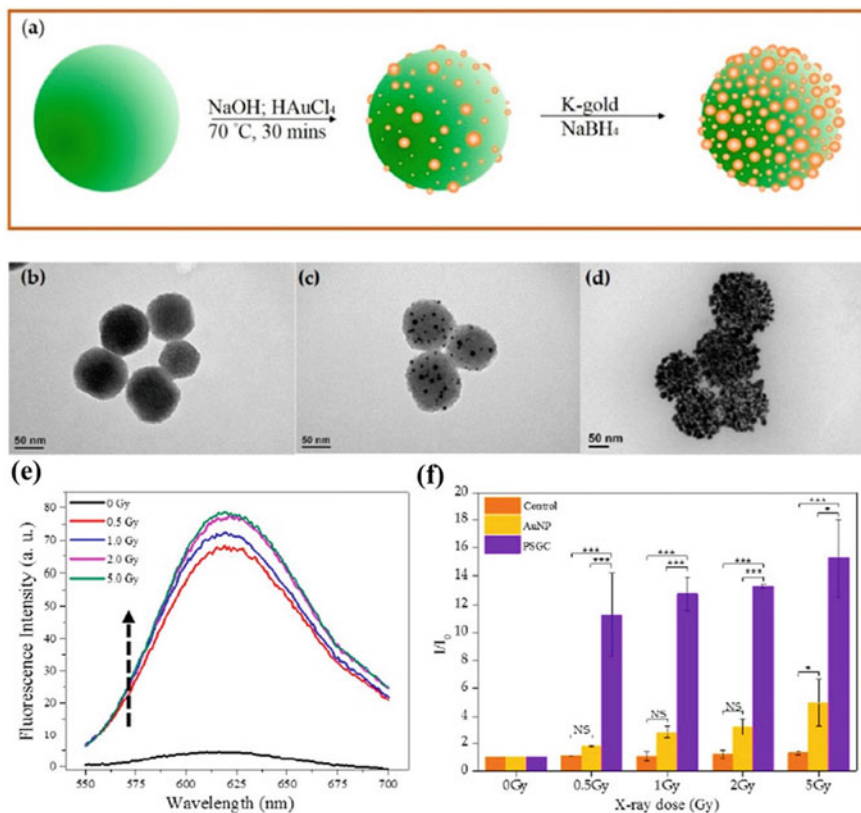 (a)
NaOH; HAuCl₄
70 °C, 30 mins
K-gold
NaBH₄
(b)
50 nm
(c)
50 nm
(d)
50 nm
(e)
Fluorescence Intensity (a. u.)
80
70
60
50
40
30
20
10
0
0 Gy
0.5 Gy
1.0 Gy
2.0 Gy
5.0 Gy
550
575
600
625
650
675
700
Wavelength (nm)
(f)
I/I₀
20
18
16
14
12
10
8
6
4
2
0
Control
AuNP
PSGC
NS
***
***
NS
***
***
NS
***
***
*
***
*
0Gy
0.5Gy
1Gy
2Gy
5Gy
X-ray dose (Gy)